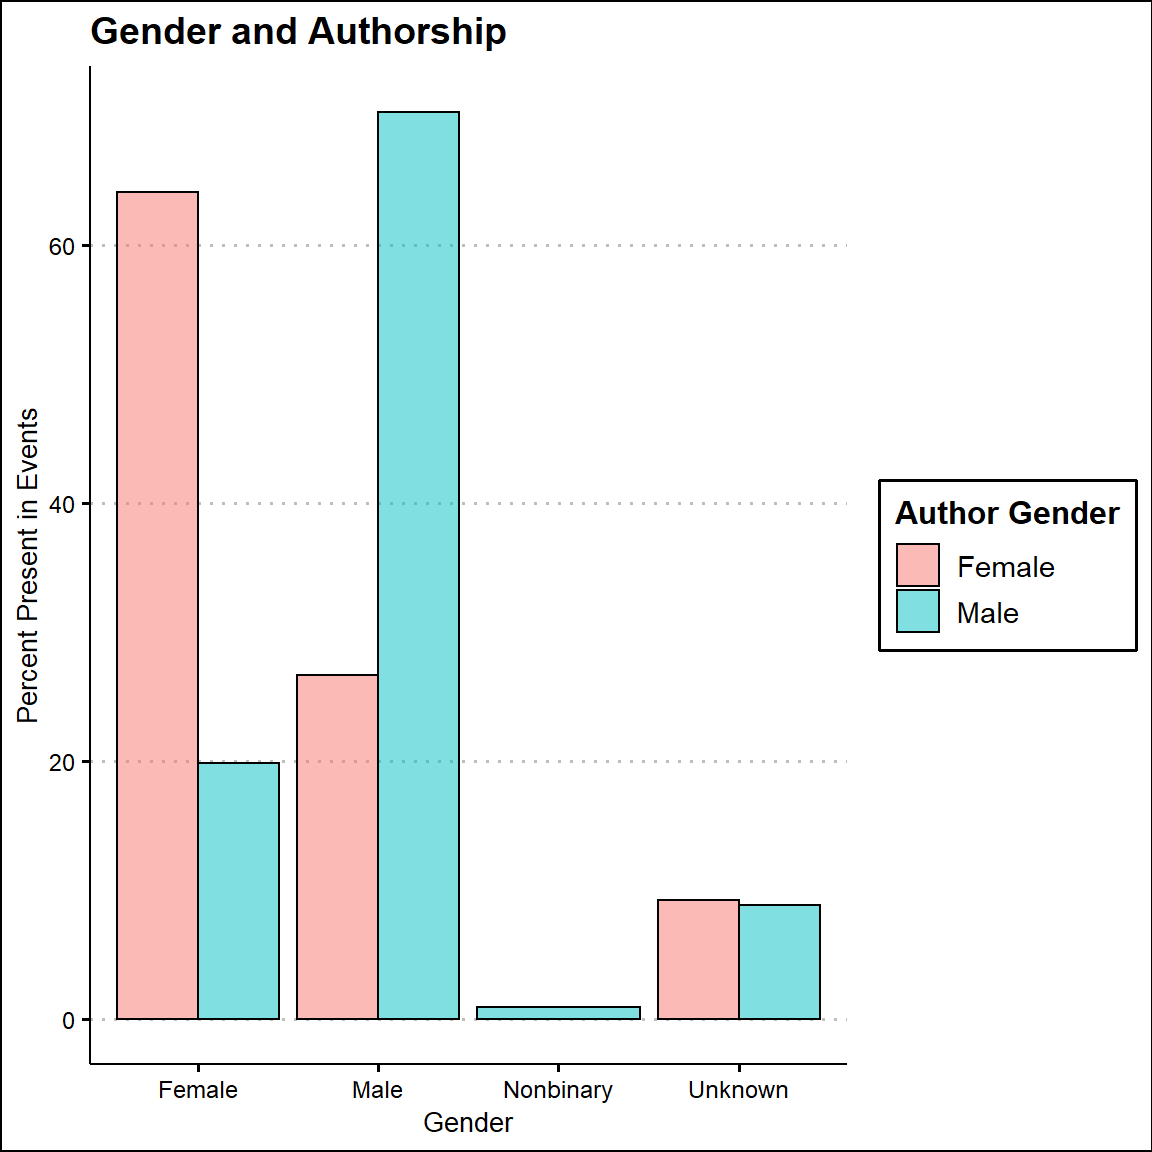 Gender and Authorship
Percent Present in Events
60
40
20
0
Female
Male
Nonbinary
Unknown
Gender
Author Gender
Female
Male